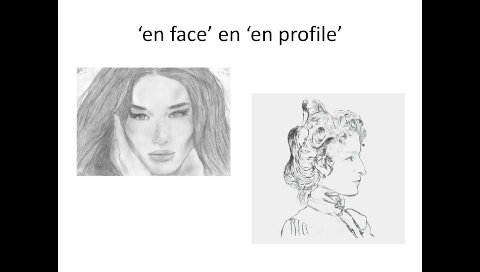 ‘en face’ en ‘en profile’